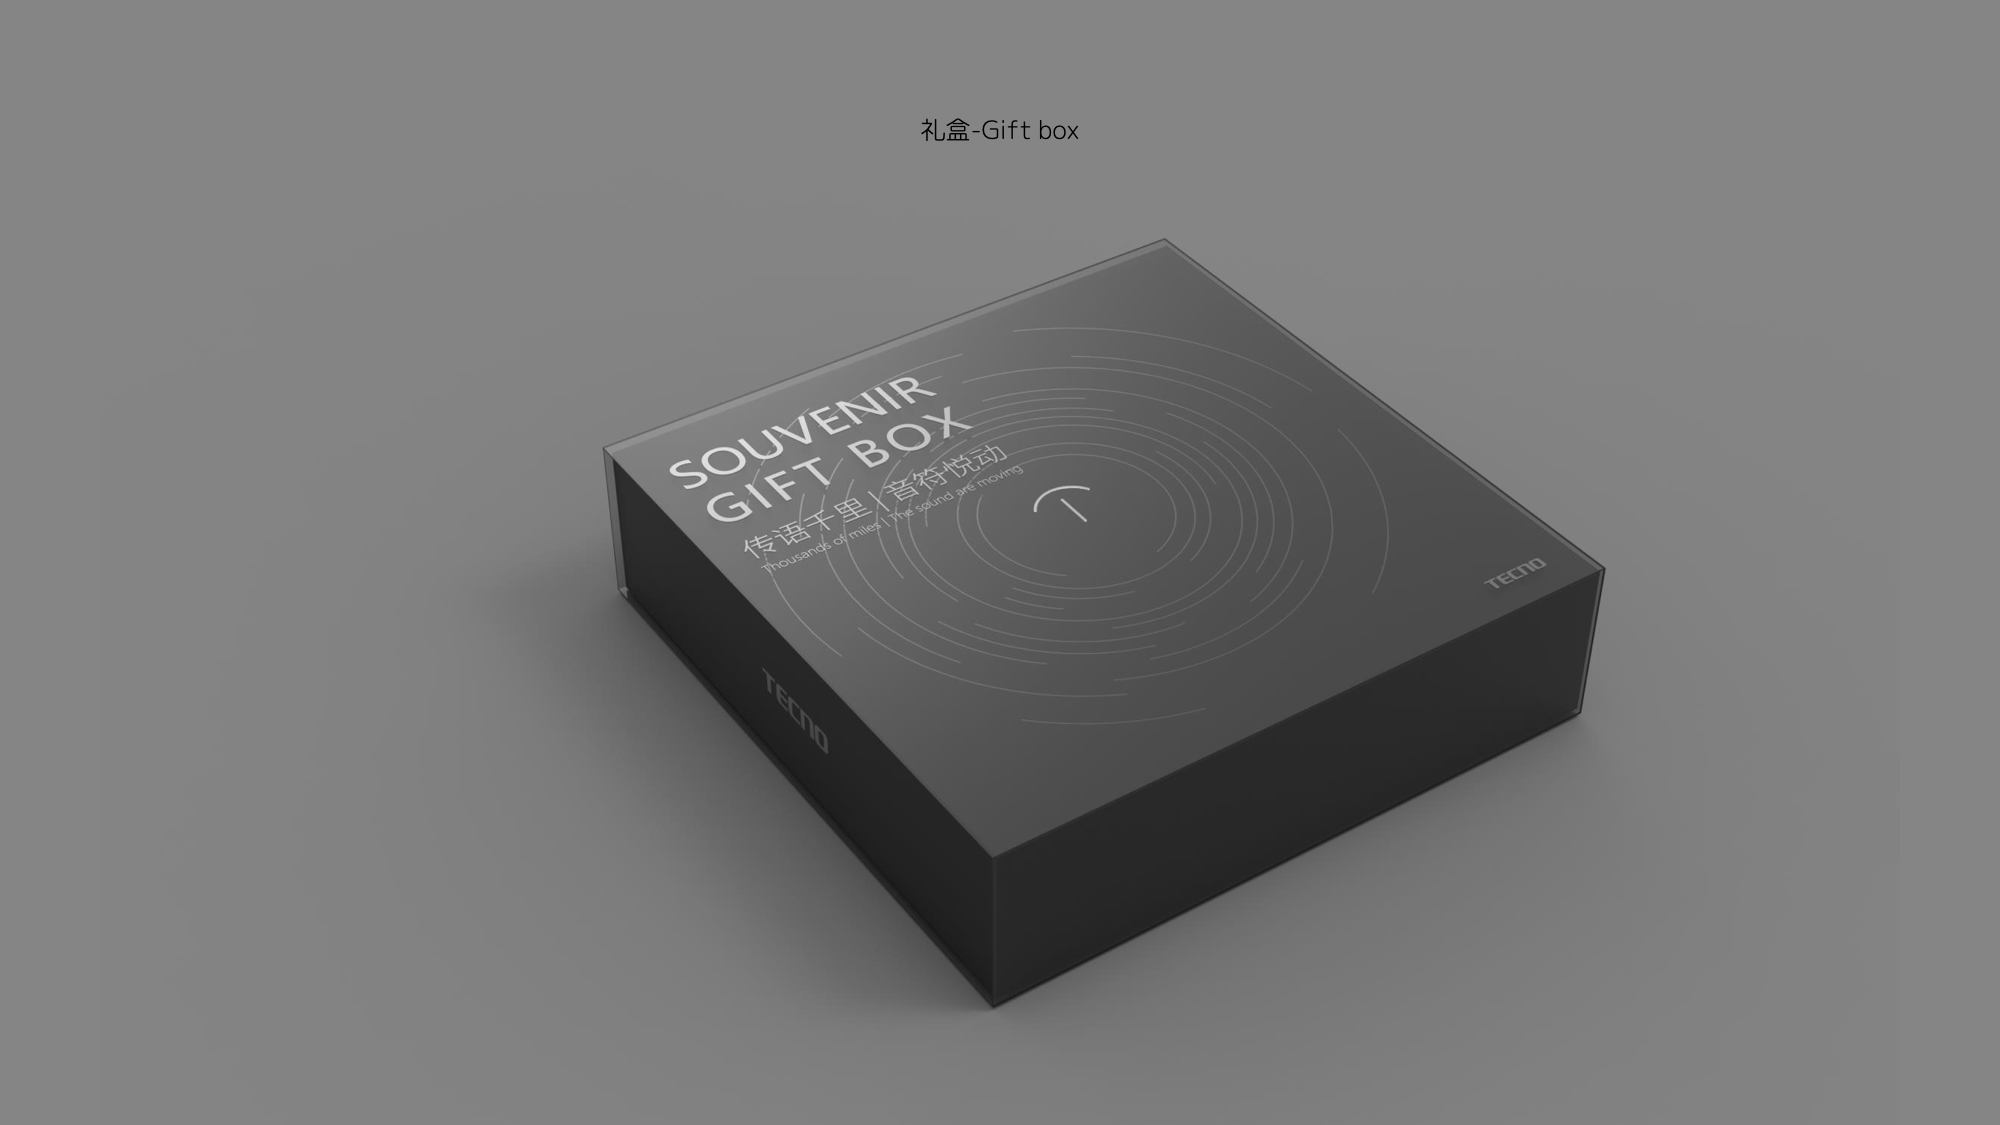 礼盒-Gift box
SOUVENIR
GIFT BOX
传语千里 | 音符悦动
Thousands of miles | The sound are moving
TECNO
TECNO